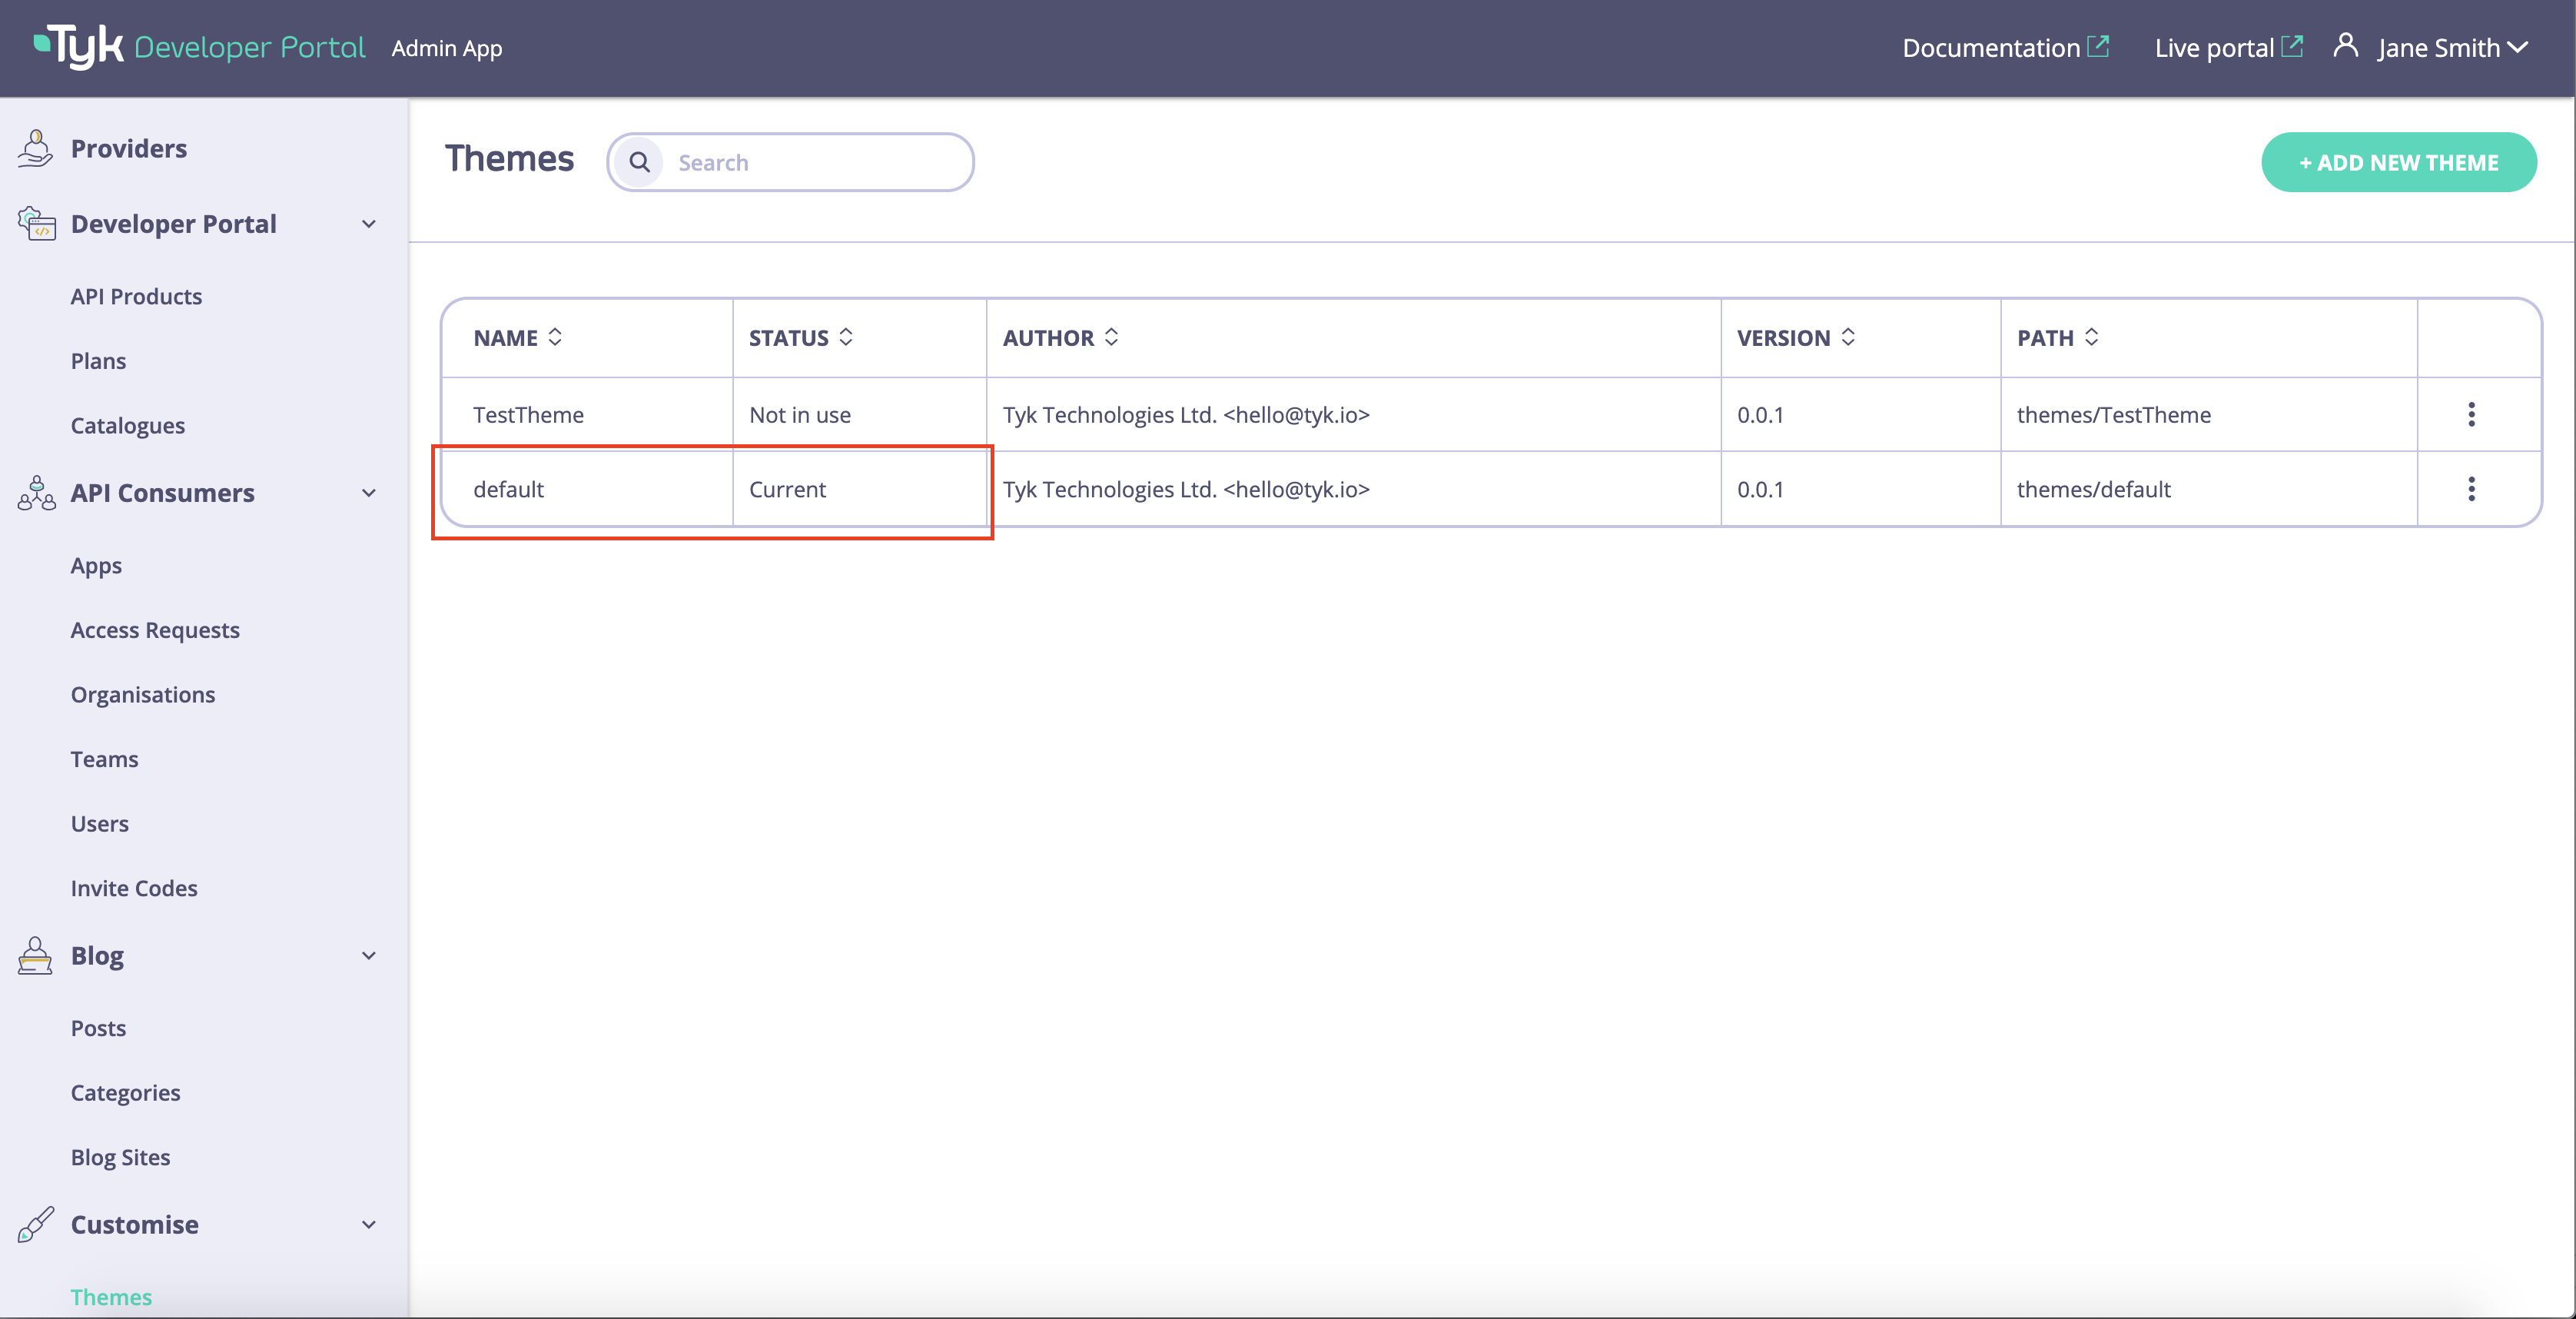 Tyk Developer Portal Admin App Documentation Live portal Jane Smith
Providers
Developer Portal
API Products
Plans
Catalogues
API Consumers
Apps
Access Requests
Organisations
Teams
Users
Invite Codes
Blog
Posts
Categories
Blog Sites
Customise
Themes
Themes Search + ADD NEW THEME
NAME STATUS AUTHOR VERSION PATH
TestTheme Not in use Tyk Technologies Ltd. <hello@tyk.io> 0.0.1 themes/TestTheme
default Current Tyk Technologies Ltd. <hello@tyk.io> 0.0.1 themes/default